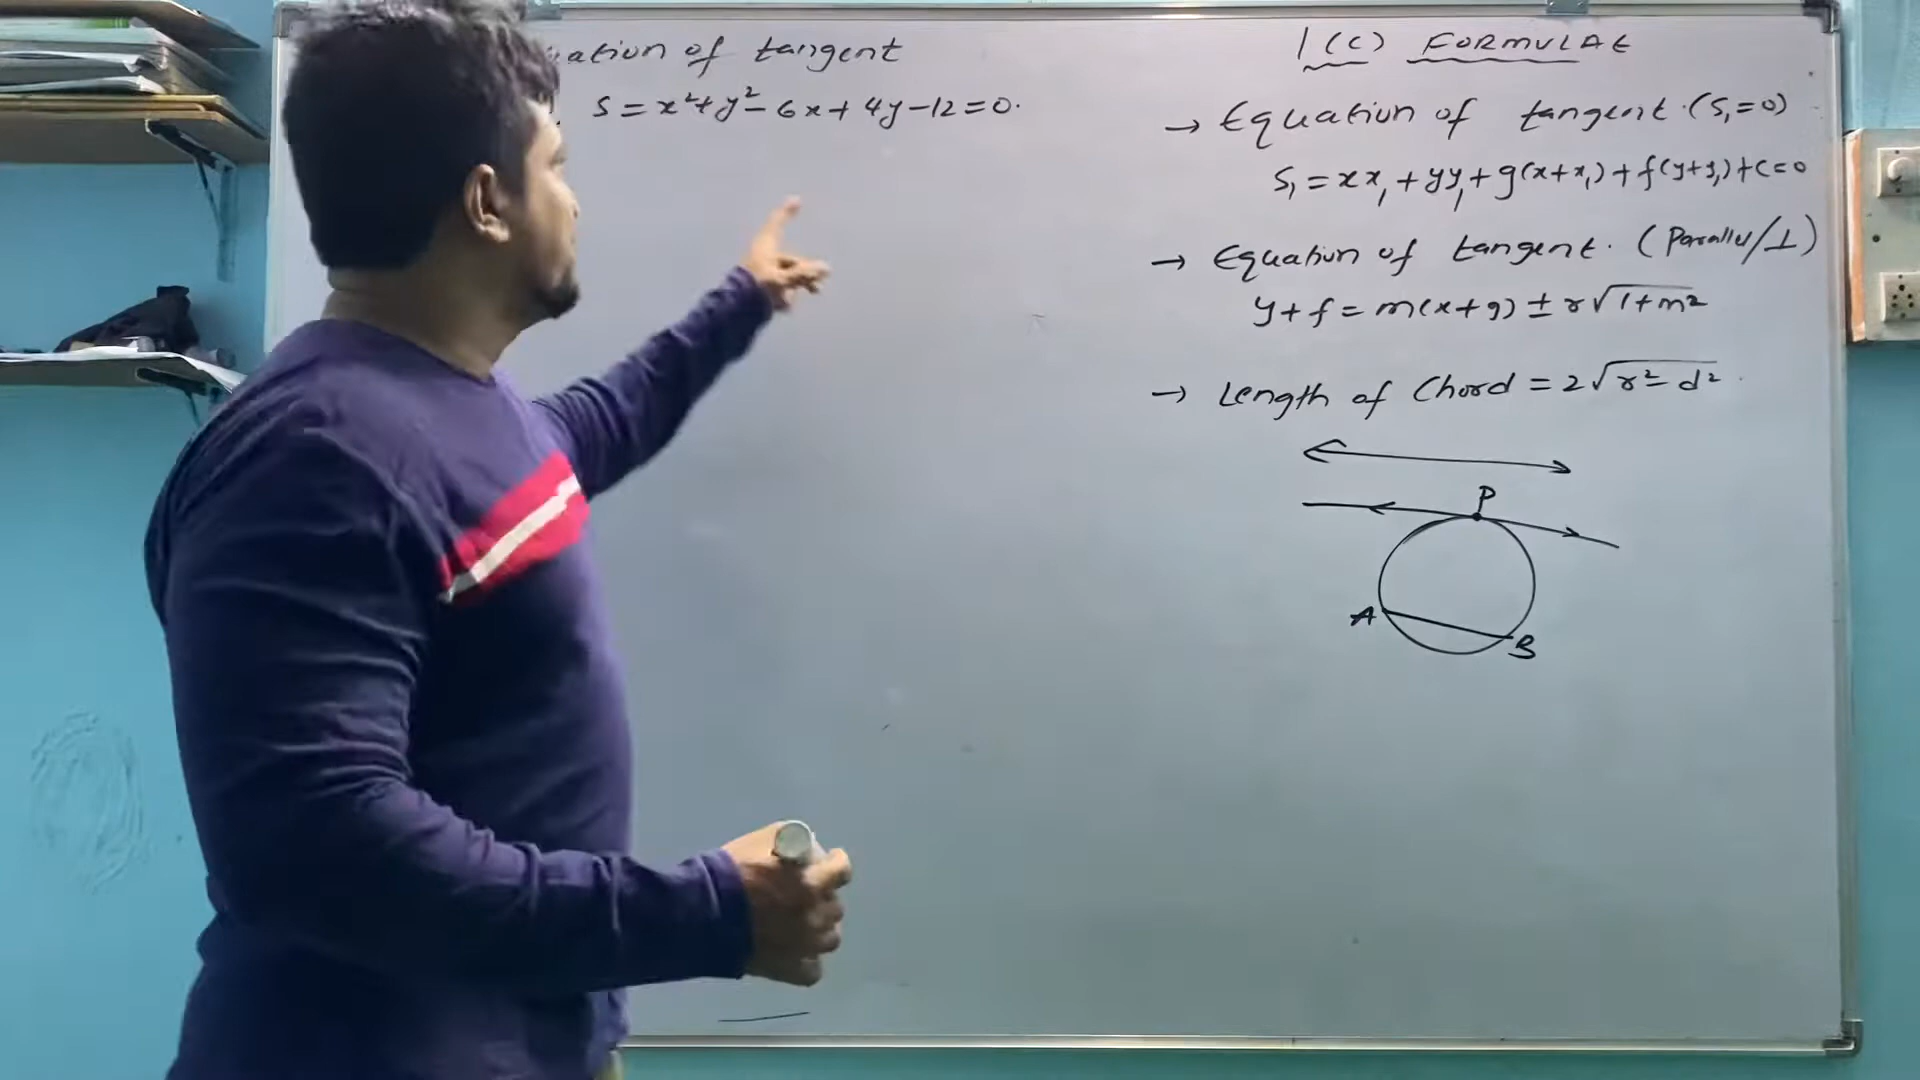 of tangent
S = x²+y²-6x+4y-12=0.
1(C) FORMULAE
→ Equation of tangent.(S₁=0)
S₁=xx₁+yy₁+g(x+x₁)+f(y+y₁)+c=0
→ Equation of tangent. (Parallel/⊥)
y+f=m(x+g)±r√1+m²
→ Length of Chord = 2√r²-d².
P
A
B